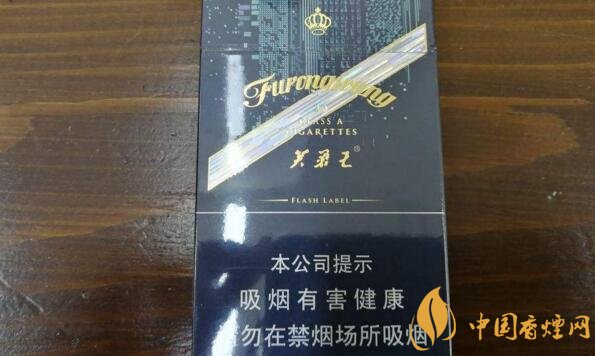 Furongwang
CLASS A
CIGARETTES
芙蓉王®
FLASH LABEL
本公司提示
吸烟有害健康
请勿在禁烟场所吸烟
中国香烟网